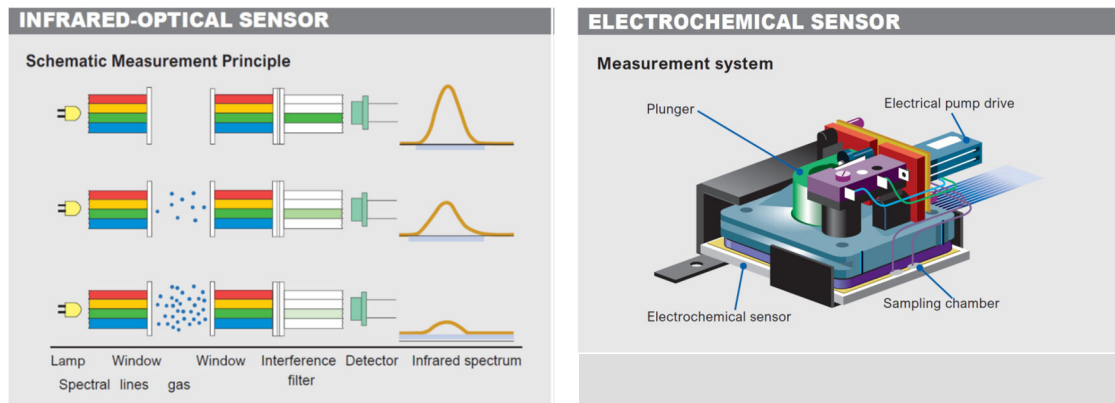 INFRARED-OPTICAL SENSOR
Schematic Measurement Principle
Lamp Window Window Interference Detector Infrared spectrum
filter
Spectral lines gas
ELECTROCHEMICAL SENSOR
Measurement system
Plunger
Electrical pump drive
Electrochemical sensor
Sampling chamber